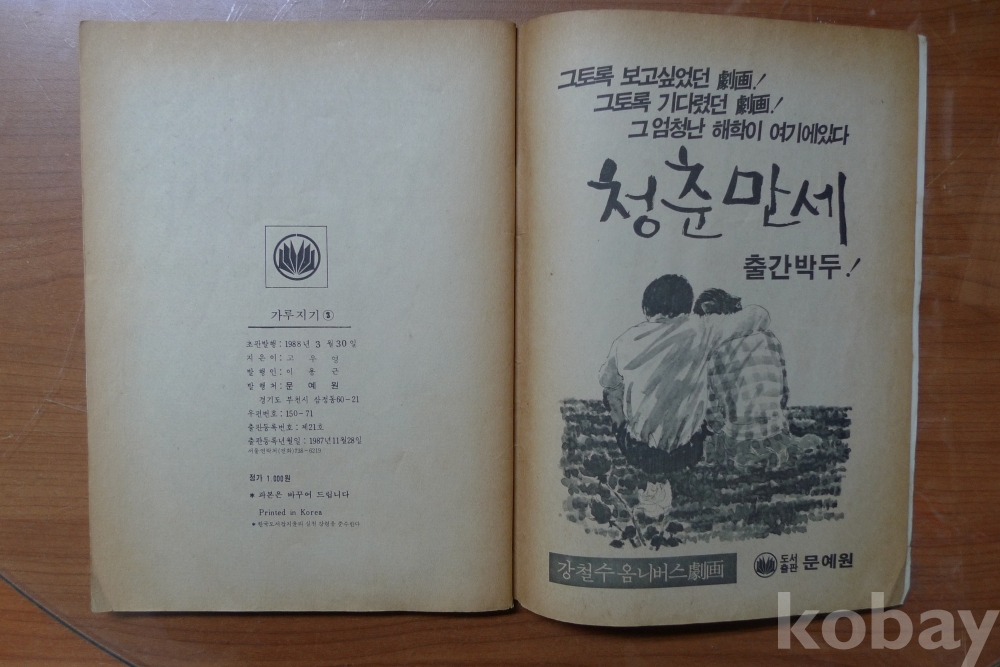 가루지기 ③
초판발행 : 1988년 3월 30일
지은이 : 고우영
발행인 : 이풍근
발행처 : 문예원
경기도 부천시 삼정동 60-21
우편번호 : 150-71
출판등록번호 : 제21호
출판등록년월일 : 1987년 11월 28일
정가 1,000원
* 파본은 바꾸어 드립니다
Printed in Korea
그토록 보고싶었던 劇画!
그토록 기다렸던 劇画!
그 엄청난 해학이 여기에있다
청춘만세
출간박두!
강철수 옴니버스 劇画
도서출판 문예원
kobay